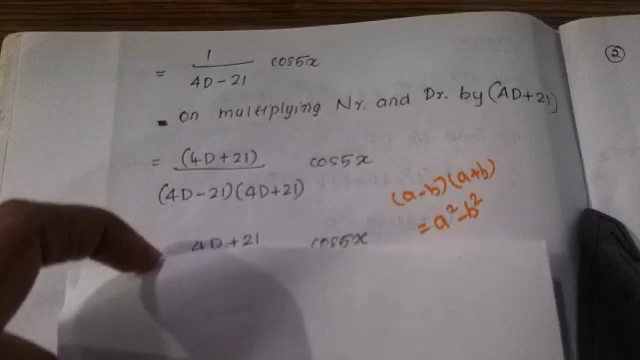 = 1 / 4D-21 cos5x
- on multiplying Nr. and Dr. by (4D+21)
= (4D+21) / (4D-21)(4D+21) cos5x
(a-b)(a+b)
= a²-b²
4D+21 cos5x
2